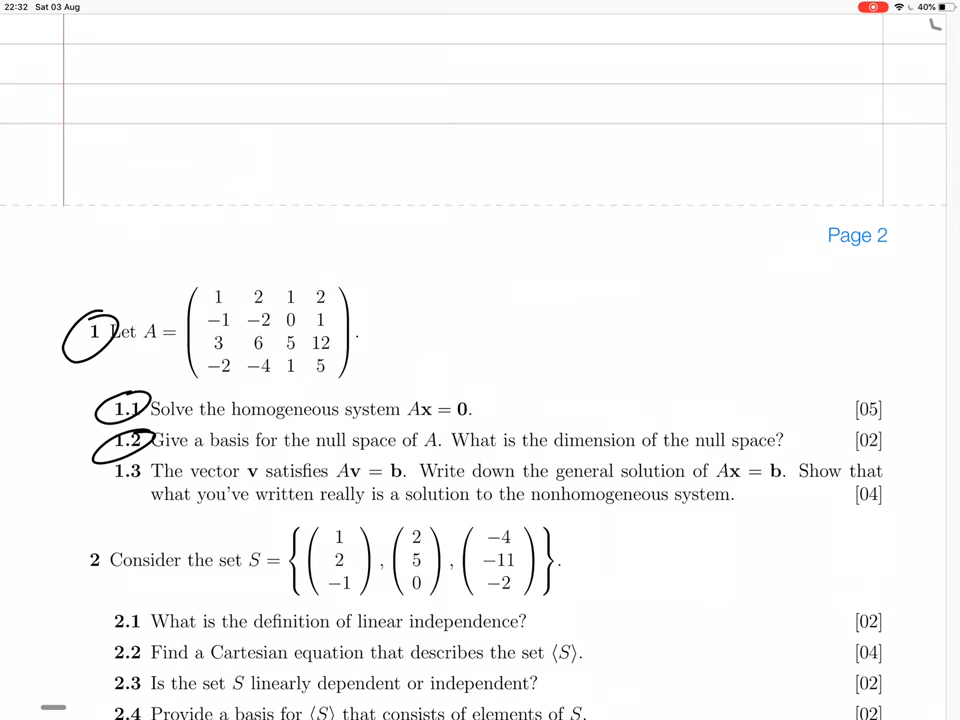 22:32 Sat 03 Aug 40%
Page 2
1 Let A = ( 1 2 1 2
−1 −2 0 1
3 6 5 12
−2 −4 1 5 ).
1.1 Solve the homogeneous system Ax = 0. [05]
1.2 Give a basis for the null space of A. What is the dimension of the null space? [02]
1.3 The vector v satisfies Av = b. Write down the general solution of Ax = b. Show that
what you've written really is a solution to the nonhomogeneous system. [04]
2 Consider the set S = { ( 1 2 −1 ), ( 2 5 0 ), ( −4 −11 −2 ) }.
2.1 What is the definition of linear independence? [02]
2.2 Find a Cartesian equation that describes the set ⟨S⟩. [04]
2.3 Is the set S linearly dependent or independent? [02]
2.4 Provide a basis for ⟨S⟩ that consists of elements of S. [02]